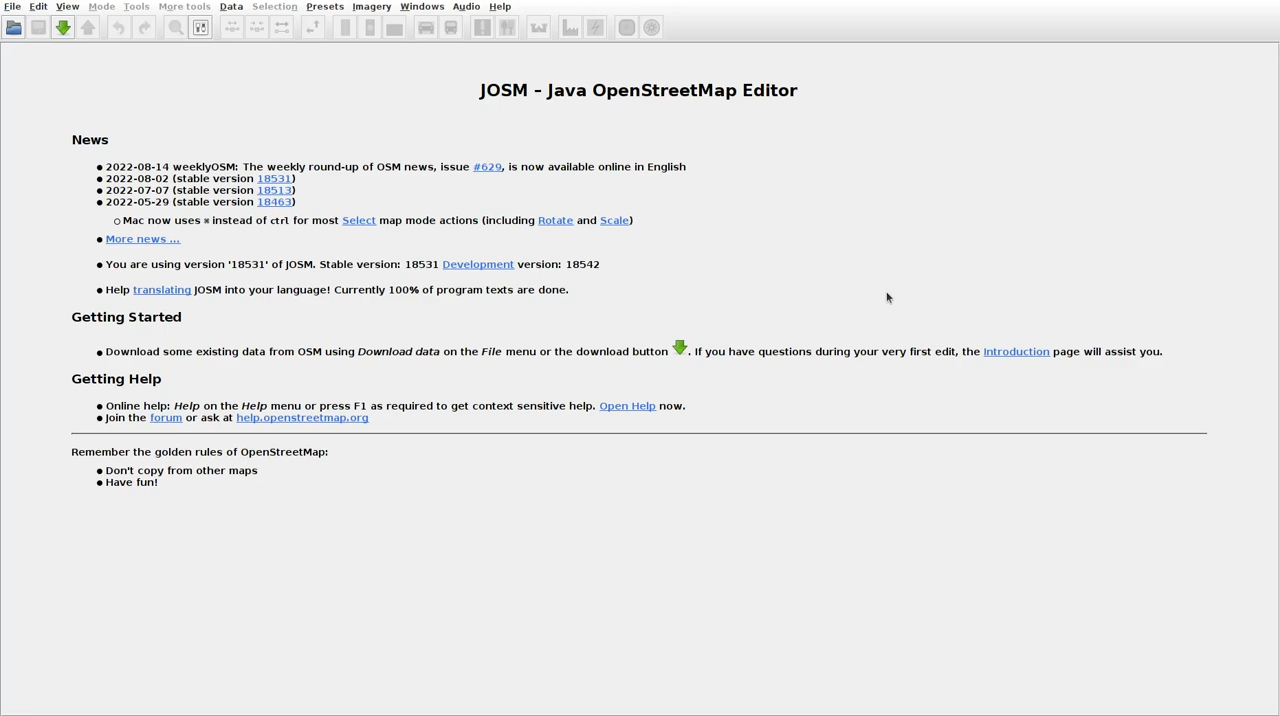 File Edit View Mode Tools More tools Data Selection Presets Imagery Windows Audio Help
JOSM – Java OpenStreetMap Editor
News
2022-08-14 weeklyOSM: The weekly round-up of OSM news, issue #629, is now available online in English
2022-08-02 (stable version 18531)
2022-07-07 (stable version 18513)
2022-05-29 (stable version 18463)
Mac now uses ⌘ instead of ctrl for most Select map mode actions (including Rotate and Scale)
More news ...
You are using version '18531' of JOSM. Stable version: 18531 Development version: 18542
Help translating JOSM into your language! Currently 100% of program texts are done.
Getting Started
Download some existing data from OSM using Download data on the File menu or the download button . If you have questions during your very first edit, the Introduction page will assist you.
Getting Help
Online help: Help on the Help menu or press F1 as required to get context sensitive help. Open Help now.
Join the forum or ask at help.openstreetmap.org
Remember the golden rules of OpenStreetMap:
Don't copy from other maps
Have fun!